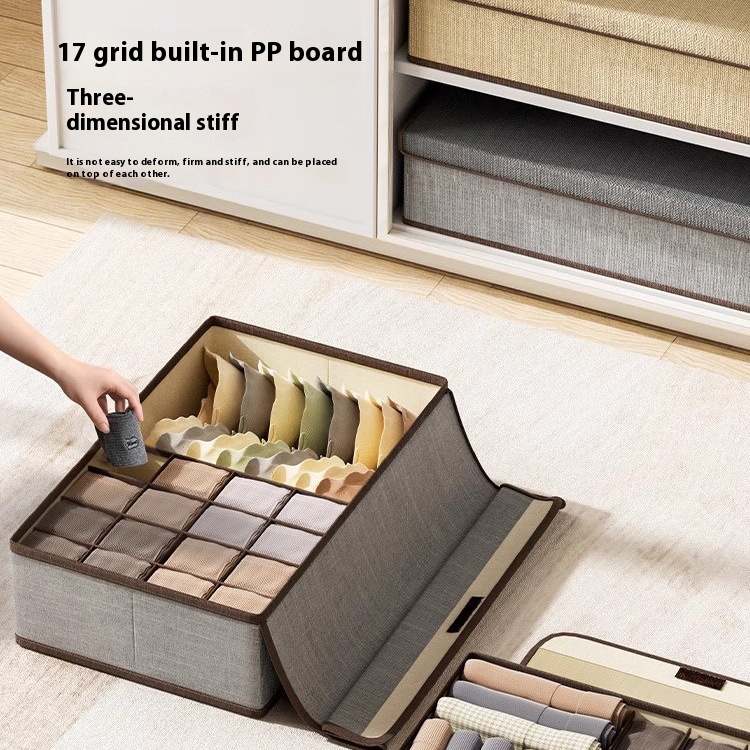 17 grid built-in PP board
Three-
dimensional stiff
It is not easy to deform, firm and stiff, and can be placed
on top of each other.